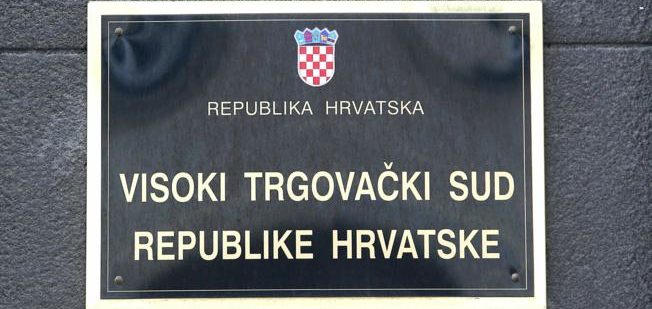 REPUBLIKA HRVATSKA
VISOKI TRGOVAČKI SUD
REPUBLIKE HRVATSKE